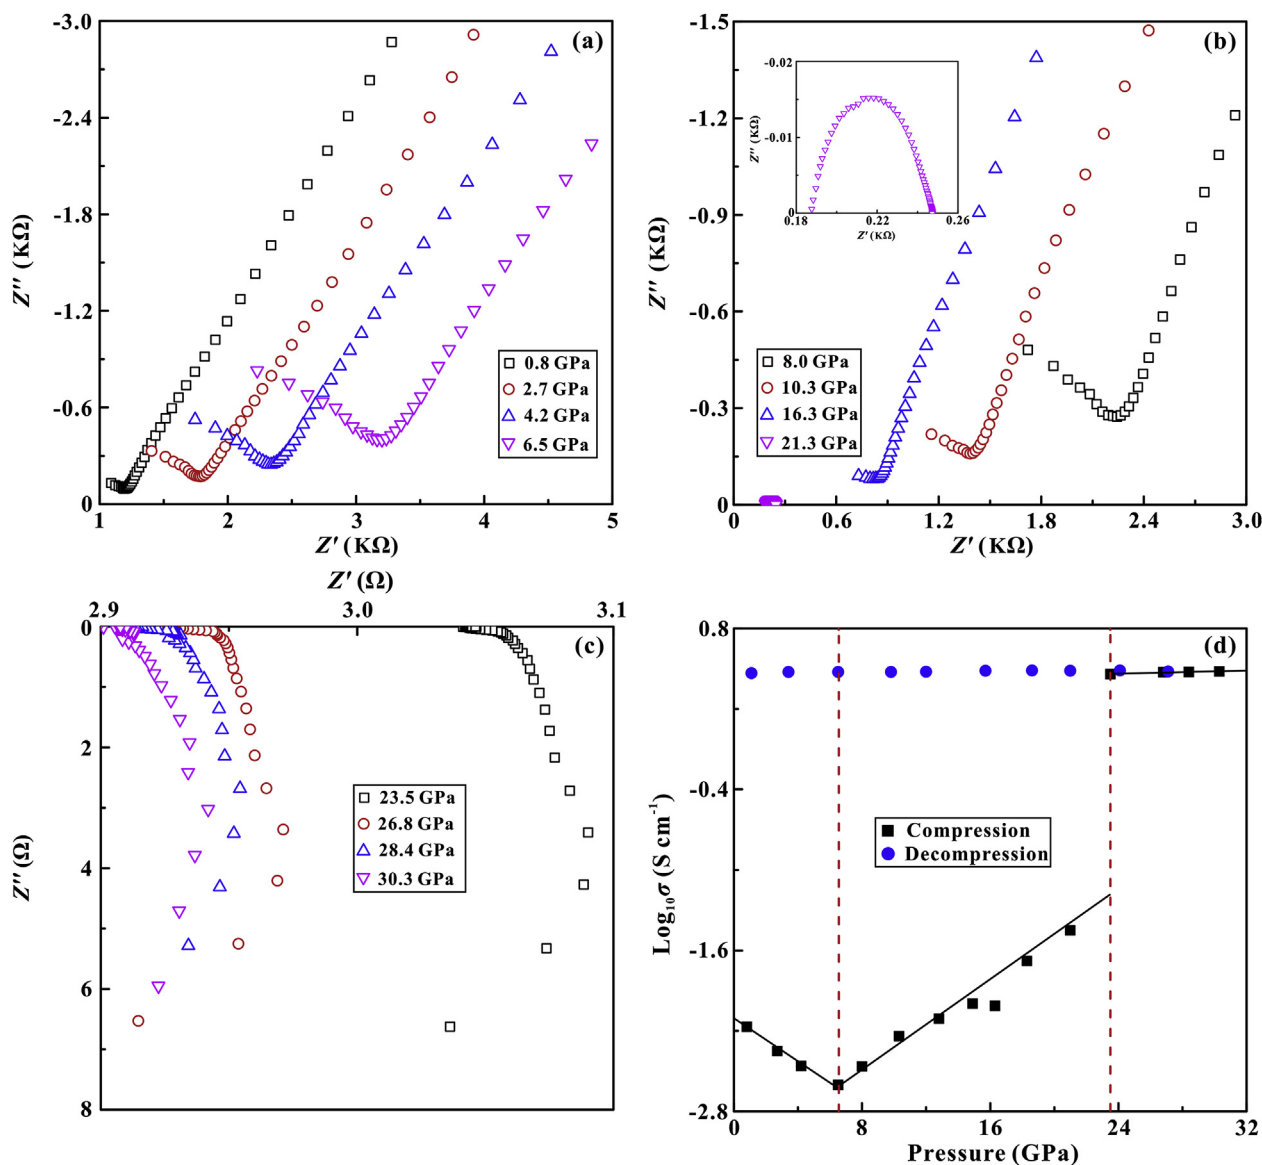 (a)
Z″ (KΩ)
-3.0
-2.4
-1.8
-1.2
-0.6
0
0.8 GPa
2.7 GPa
4.2 GPa
6.5 GPa
1 2 3 4 5
Z′ (KΩ)
(b)
Z″ (KΩ)
-1.5
-1.2
-0.9
-0.6
-0.3
0
-0.02
-0.01
0
Z″ (KΩ)
0.18 0.22 0.26
Z′ (KΩ)
8.0 GPa
10.3 GPa
16.3 GPa
21.3 GPa
0 0.6 1.2 1.8 2.4 3.0
Z′ (KΩ)
Z′ (Ω)
2.9 3.0 3.1
(c)
Z″ (Ω)
0
2
4
6
8
23.5 GPa
26.8 GPa
28.4 GPa
30.3 GPa
(d)
Log₁₀σ (S cm⁻¹)
0.8
-0.4
-1.6
-2.8
Compression
Decompression
0 8 16 24 32
Pressure (GPa)